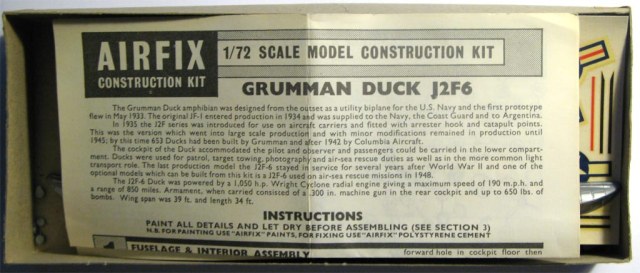 AIRFIX
CONSTRUCTION KIT
1/72 SCALE MODEL CONSTRUCTION KIT
GRUMMAN DUCK J2F6
The Grumman Duck amphibian was designed from the outset as a utility biplane for the U.S. Navy and the first prototype
flew in May 1933. The original JF-1 entered production in 1934 and was supplied to the Navy, the Coast Guard and to Argentina.
In 1935 the J2F series was introduced for use on aircraft carriers and fitted with arrester hook and catapult points.
This was the version which went into large scale production and with minor modifications remained in production until
1945; by this time 653 Ducks had been built by Grumman and after 1942 by Columbia Aircraft.
The cockpit of the Duck accommodated the pilot and observer and passengers could be carried in the lower compart-
ment. Ducks were used for patrol, target towing, photography and air-sea rescue duties as well as in the more common light
transport role. The last production model the J2F-6 stayed in service for several years after World War II and one of the
optional models which can be built from this kit is a J2F-6 used on air-sea rescue missions in 1948.
The J2F-6 Duck was powered by a 1,050 h.p. Wright Cyclone radial engine giving a maximum speed of 190 m.p.h. and
a range of 850 miles. Armament, when carried consisted of a .300 in. machine gun in the rear cockpit and up to 650 lbs. of
bombs. Wing span was 39 ft. and length 34 ft.
INSTRUCTIONS
PAINT ALL DETAILS AND LET DRY BEFORE ASSEMBLING (SEE SECTION 3)
N.B. FOR PAINTING USE "AIRFIX" PAINTS, FOR FIXING USE "AIRFIX" POLYSTYRENE CEMENT
FUSELAGE & INTERIOR ASSEMBLY
forward hole in cockpit floor then